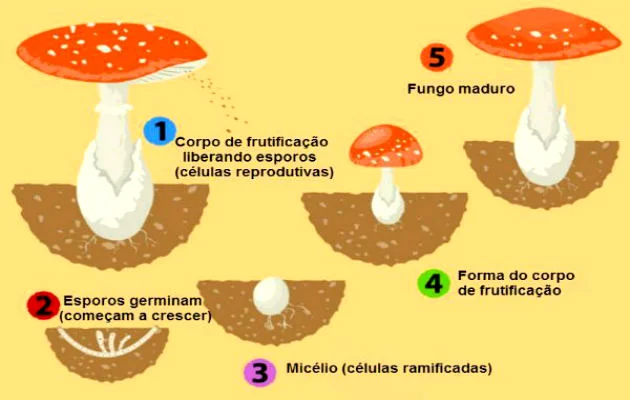 1
Corpo de frutificação
liberando esporos
(células reprodutivas)
2
Esporos germinam
(começam a crescer)
3
Micélio (células ramificadas)
4
Forma do corpo
de frutificação
5
Fungo maduro